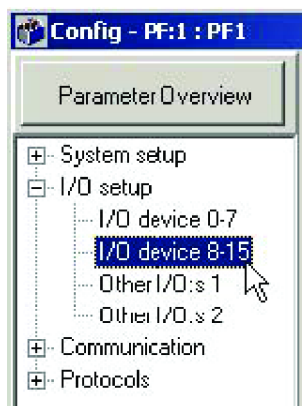 Config - PF:1 : PF1
Parameter Overview
System setup
I/O setup
I/O device 0-7
I/O device 8-15
Other I/O:s 1
Other I/O:s 2
Communication
Protocols